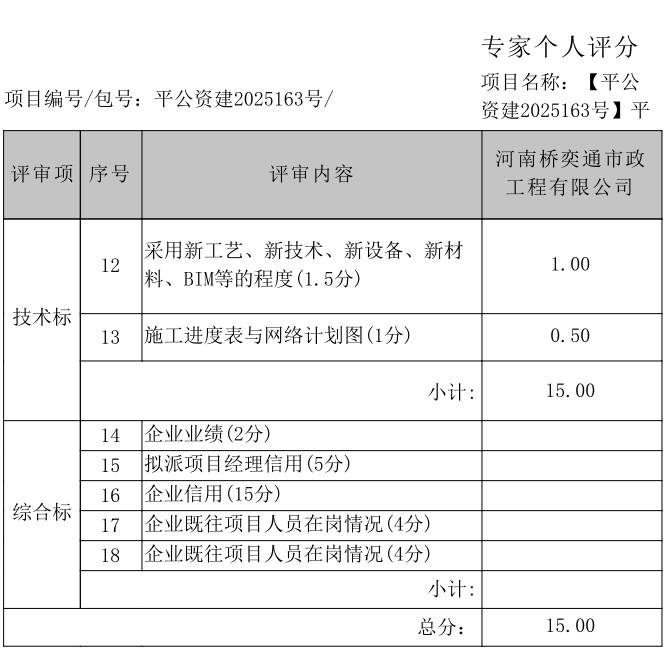 专家个人评分
项目编号/包号: 平公资建2025163号/
项目名称: 【平公
资建2025163号】平
评审项 序号 评审内容 河南桥奕通市政
工程有限公司
技术标
12 采用新工艺、新技术、新设备、新材
料、BIM等的程度(1.5分) 1.00
13 施工进度表与网络计划图(1分) 0.50
小计: 15.00
综合标
14 企业业绩(2分)
15 拟派项目经理信用(5分)
16 企业信用(15分)
17 企业既往项目人员在岗情况(4分)
18 企业既往项目人员在岗情况(4分)
小计:
总分: 15.00